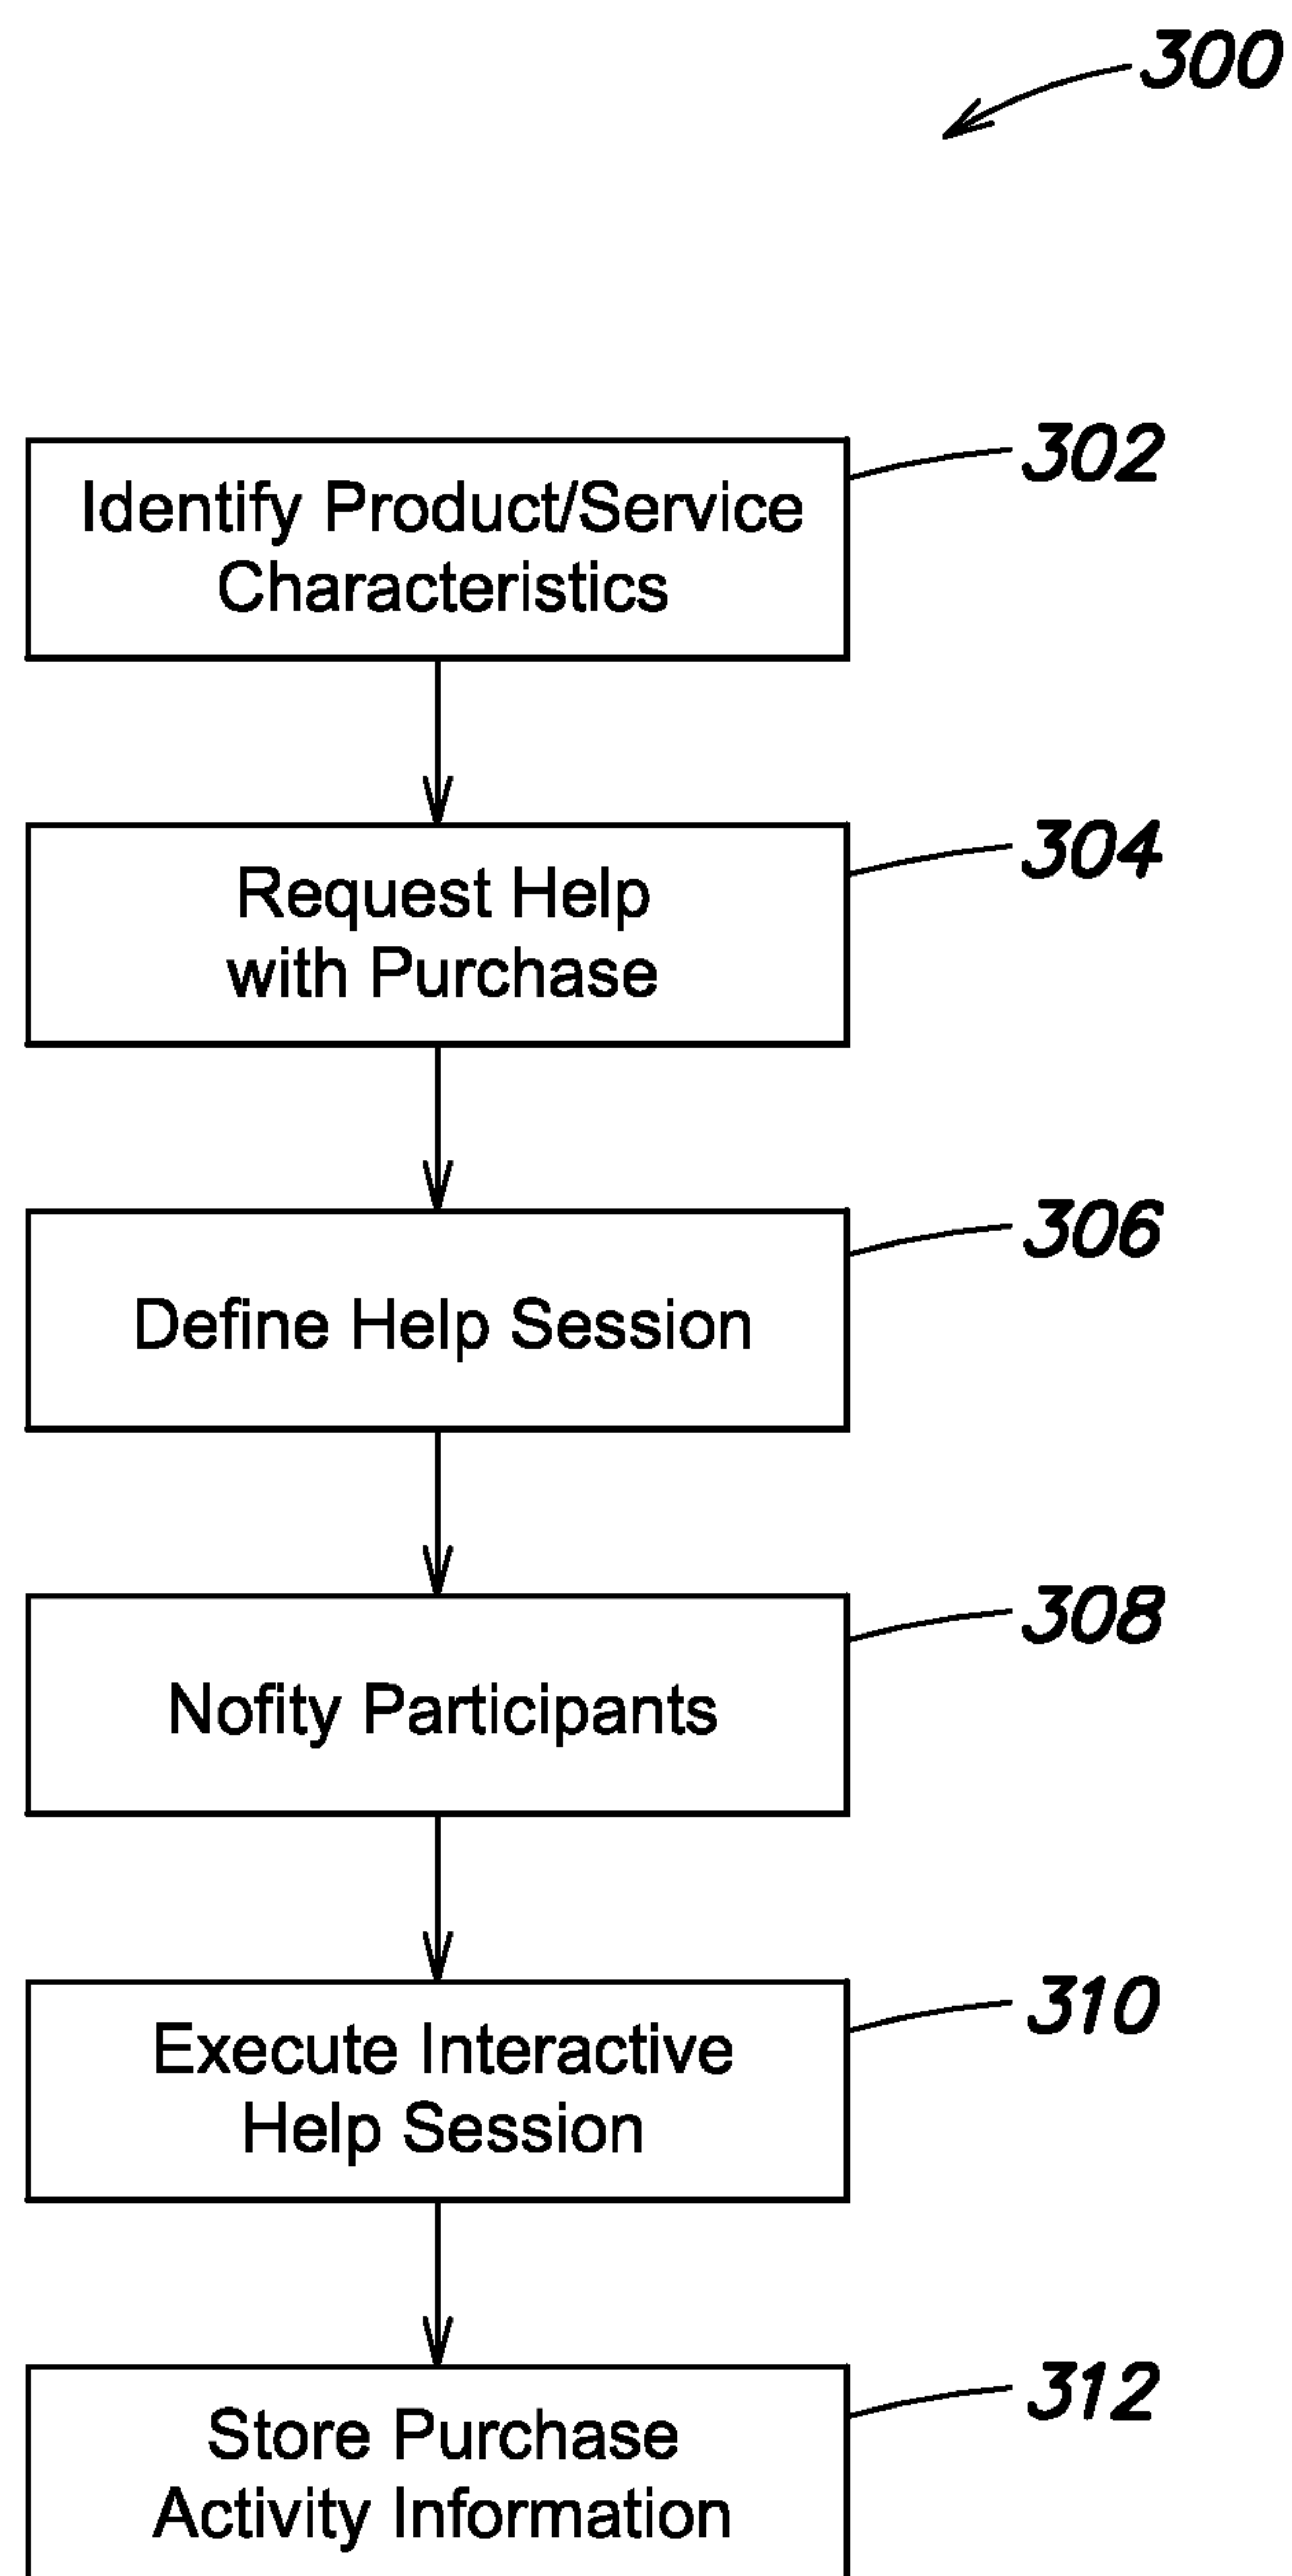 300
302
Identify Product/Service
Characteristics
304
Request Help
with Purchase
306
Define Help Session
308
Nofity Participants
310
Execute Interactive
Help Session
312
Store Purchase
Activity Information